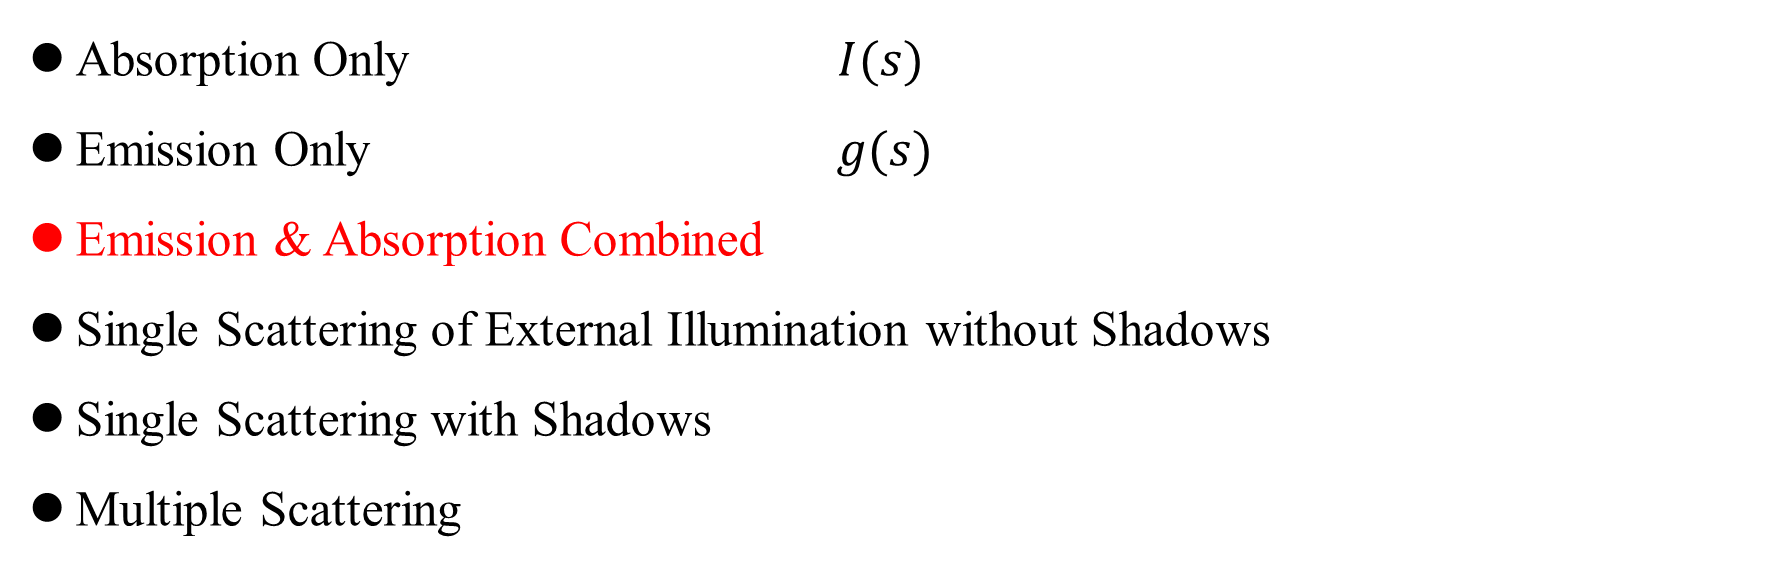 ● Absorption Only I(s)
● Emission Only g(s)
● Emission & Absorption Combined
● Single Scattering of External Illumination without Shadows
● Single Scattering with Shadows
● Multiple Scattering